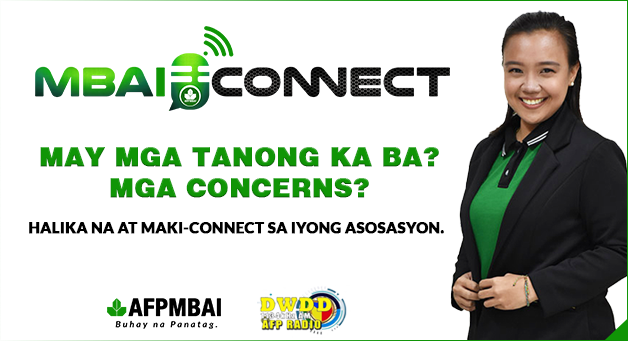 MBAI CONNECT
MAY MGA TANONG KA BA?
MGA CONCERNS?
HALIKA NA AT MAKI-CONNECT SA IYONG ASOSASYON.
AFPMBAI
Buhay na Panatag.
DWDD
AFP RADIO